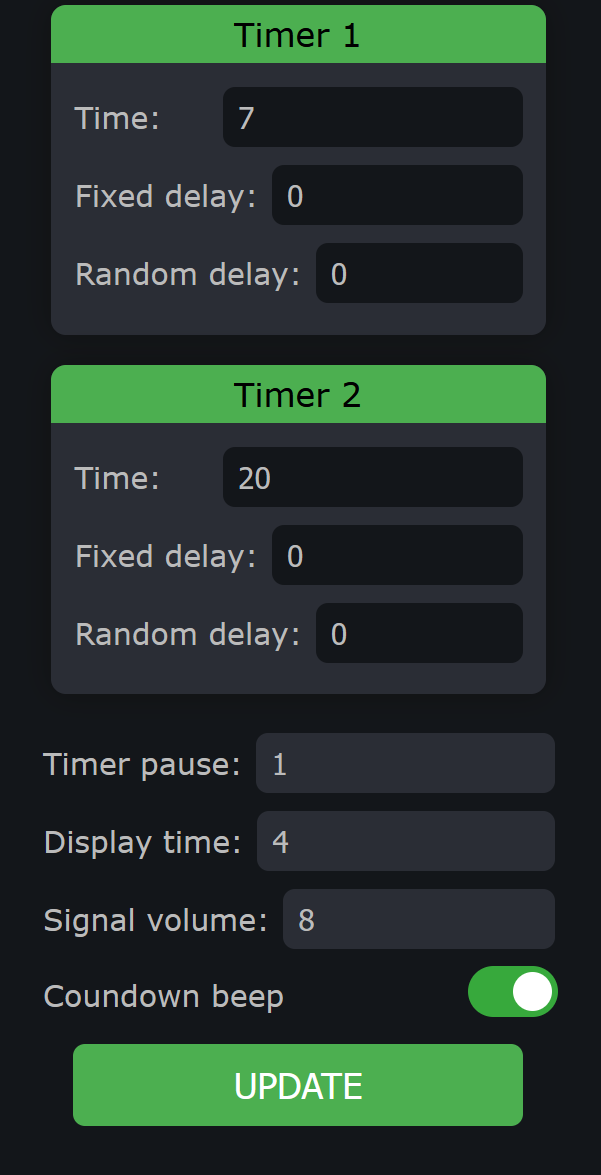 Timer 1
Time: 7
Fixed delay: 0
Random delay: 0
Timer 2
Time: 20
Fixed delay: 0
Random delay: 0
Timer pause: 1
Display time: 4
Signal volume: 8
Coundown beep
UPDATE